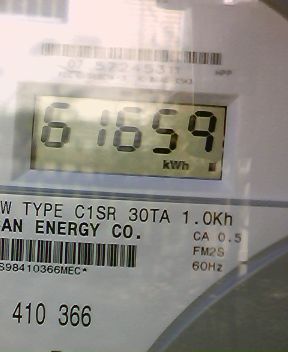 61659
kWh
W TYPE C1SR 30TA 1.0Kh
AN ENERGY CO.
CA 0.5
FM2S
60Hz
S98410366MEC*
410 366